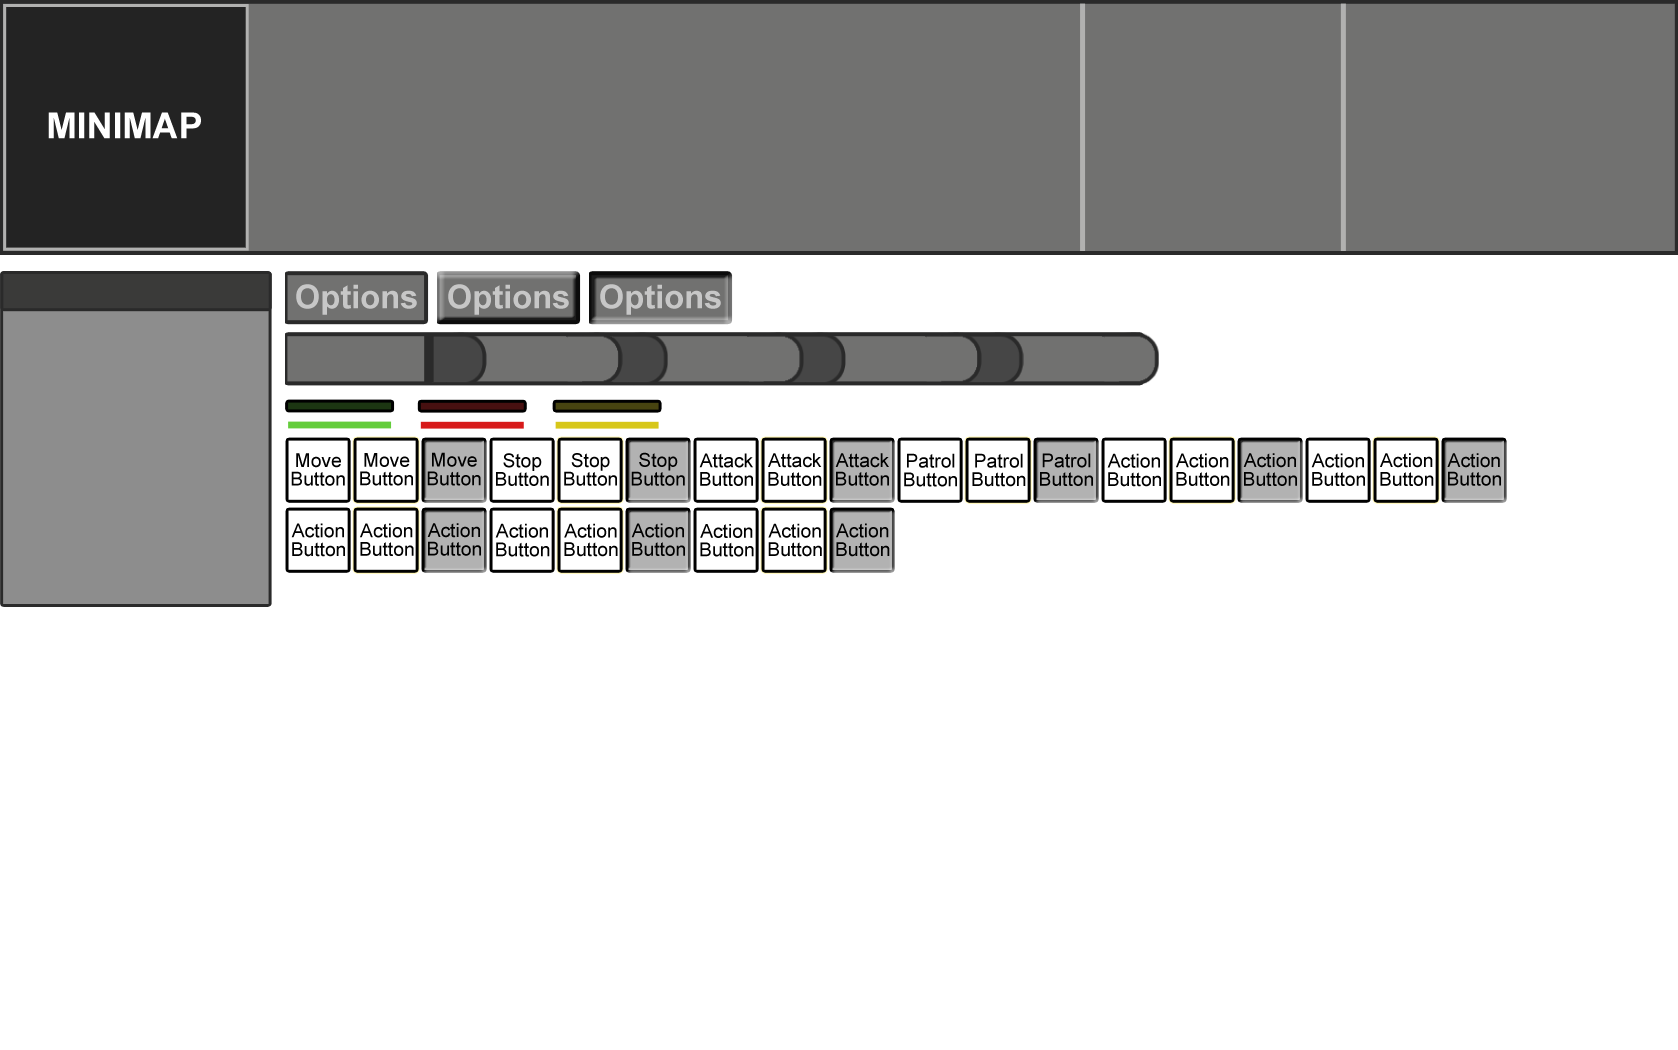 MINIMAP
Options Options Options
Move Move Move Stop Stop Stop Attack Attack Attack Patrol Patrol Patrol Action Action Action Action Action Action
Button Button Button Button Button Button Button Button Button Button Button Button Button Button Button Button Button Button
Action Action Action Action Action Action Action Action Action
Button Button Button Button Button Button Button Button Button